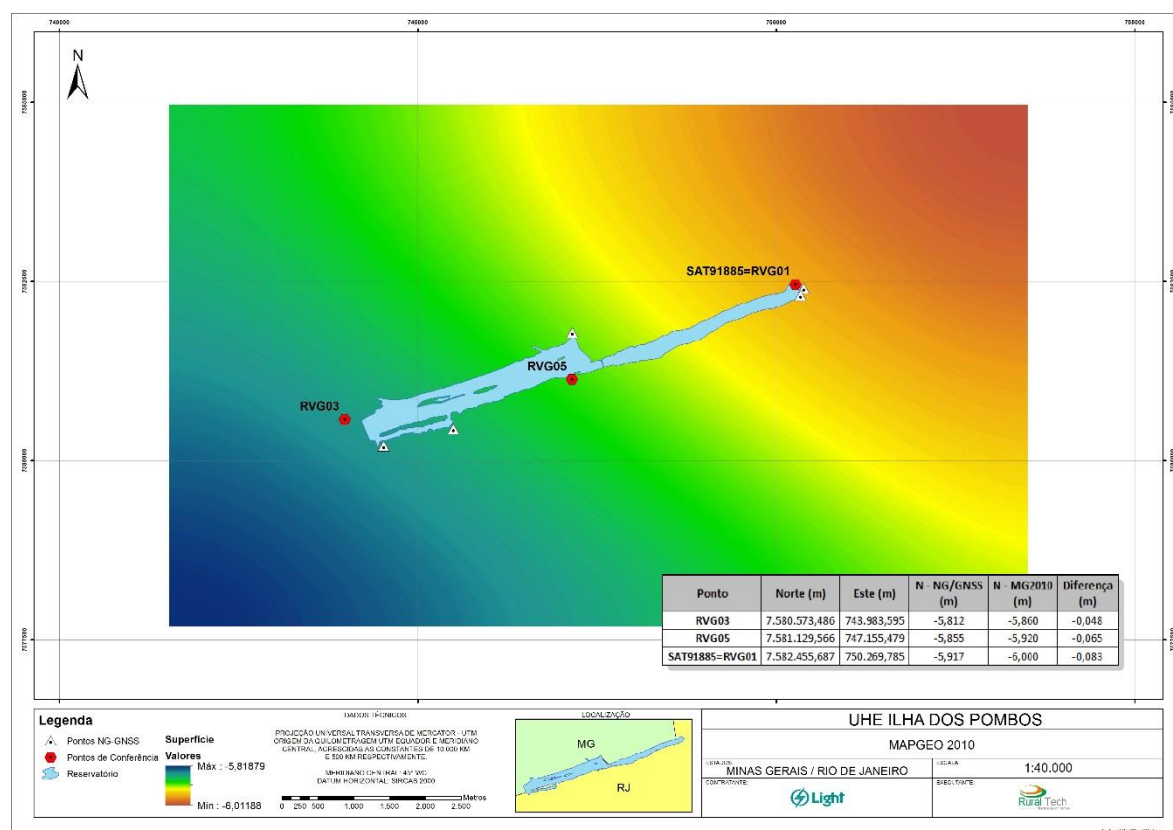 740000 745000 750000 755000
N
SAT91885=RVG01
RVG05
RVG03
Ponto Norte (m) Este (m) N - NG/GNSS (m) N - MG2010 (m) Diferença (m)
RVG03 7.580.573,486 743.983,595 -5,812 -5,860 -0,048
RVG05 7.581.129,566 747.155,479 -5,855 -5,920 -0,065
SAT91885=RVG01 7.582.455,687 750.269,785 -5,917 -6,000 -0,083
Legenda
Pontos NG-GNSS
Pontos de Conferência
Reservatório
Superfície
Valores
Máx : -5,81879
Mín : -6,01188
DADOS TÉCNICOS
PROJEÇÃO UNIVERSAL TRANSVERSA DE MERCATOR - UTM
ORIGEM DA QUILOMETRAGEM UTM EQUADOR E MERIDIANO
CENTRAL, ACRESCIDAS AS CONSTANTES DE 10.000 KM
E 500 KM RESPECTIVAMENTE.
MERIDIANO CENTRAL : 45° WG
DATUM HORIZONTAL: SIRGAS 2000
Metros
0 250 500 1.000 1.500 2.000 2.500
LOCALIZAÇÃO
MG
RJ
UHE ILHA DOS POMBOS
MAPGEO 2010
ESTADOS:
MINAS GERAIS / RIO DE JANEIRO
ESCALA:
1:40.000
CONTRATANTE:
Light
EXECUTANTE:
Rural Tech